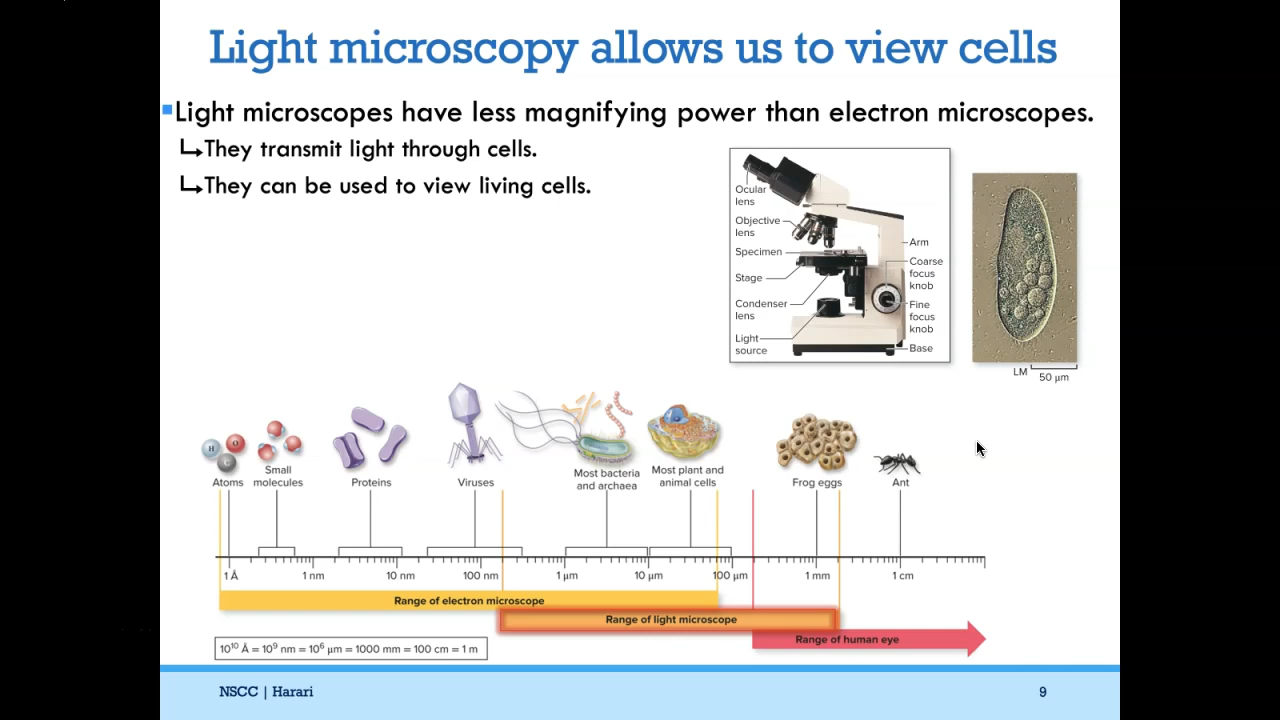 Light microscopy allows us to view cells
Light microscopes have less magnifying power than electron microscopes.
They transmit light through cells.
They can be used to view living cells.
Ocular
lens
Objective
lens
Specimen
Stage
Condenser
lens
Light
source
Arm
Coarse
focus
knob
Fine
focus
knob
Base
LM
50 µm
H
O
C
Atoms
Small
molecules
Proteins
Viruses
Most bacteria
and archaea
Most plant and
animal cells
Frog eggs
Ant
1 Å 1 nm 10 nm 100 nm 1 µm 10 µm 100 µm 1 mm 1 cm
Range of electron microscope
Range of light microscope
Range of human eye
10¹⁰ Å = 10⁹ nm = 10⁶ µm = 1000 mm = 100 cm = 1 m
NSCC | Harari
9